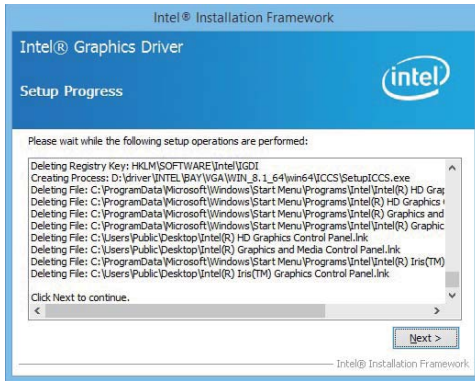 Intel® Installation Framework
Intel® Graphics Driver
Setup Progress
intel
Please wait while the following setup operations are performed:
Deleting Registry Key: HKLM\SOFTWARE\Intel\IGDI
Creating Process: D:\driver\INTEL\BAY\VGA\WIN_8.1_64\win64\ICCS\SetupICCS.exe
Deleting File: C:\ProgramData\Microsoft\Windows\Start Menu\Programs\Intel\Intel(R) HD Grap
Deleting File: C:\ProgramData\Microsoft\Windows\Start Menu\Programs\Intel(R) HD Graphics
Deleting File: C:\ProgramData\Microsoft\Windows\Start Menu\Programs\Intel(R) Graphics and
Deleting File: C:\ProgramData\Microsoft\Windows\Start Menu\Programs\Intel\Intel(R) Graphic
Deleting File: C:\Users\Public\Desktop\Intel(R) HD Graphics Control Panel.lnk
Deleting File: C:\Users\Public\Desktop\Intel(R) Graphics and Media Control Panel.lnk
Deleting File: C:\ProgramData\Microsoft\Windows\Start Menu\Programs\Intel\Intel(R) Iris(TM)
Deleting File: C:\Users\Public\Desktop\Intel(R) Iris(TM) Graphics Control Panel.lnk
Click Next to continue.
Next >
Intel® Installation Framework